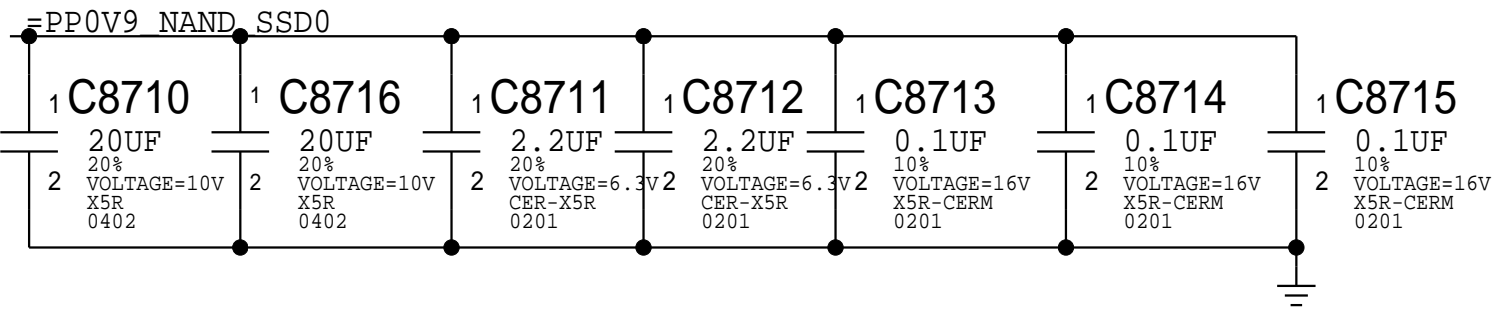 =PP0V9_NAND_SSD0
1 C8710
20UF
20%
2 VOLTAGE=10V
X5R
0402
1 C8716
20UF
20%
2 VOLTAGE=10V
X5R
0402
1 C8711
2.2UF
20%
2 VOLTAGE=6.3V
CER-X5R
0201
1 C8712
2.2UF
20%
2 VOLTAGE=6.3V
CER-X5R
0201
1 C8713
0.1UF
10%
2 VOLTAGE=16V
X5R-CERM
0201
1 C8714
0.1UF
10%
2 VOLTAGE=16V
X5R-CERM
0201
1 C8715
0.1UF
10%
2 VOLTAGE=16V
X5R-CERM
0201